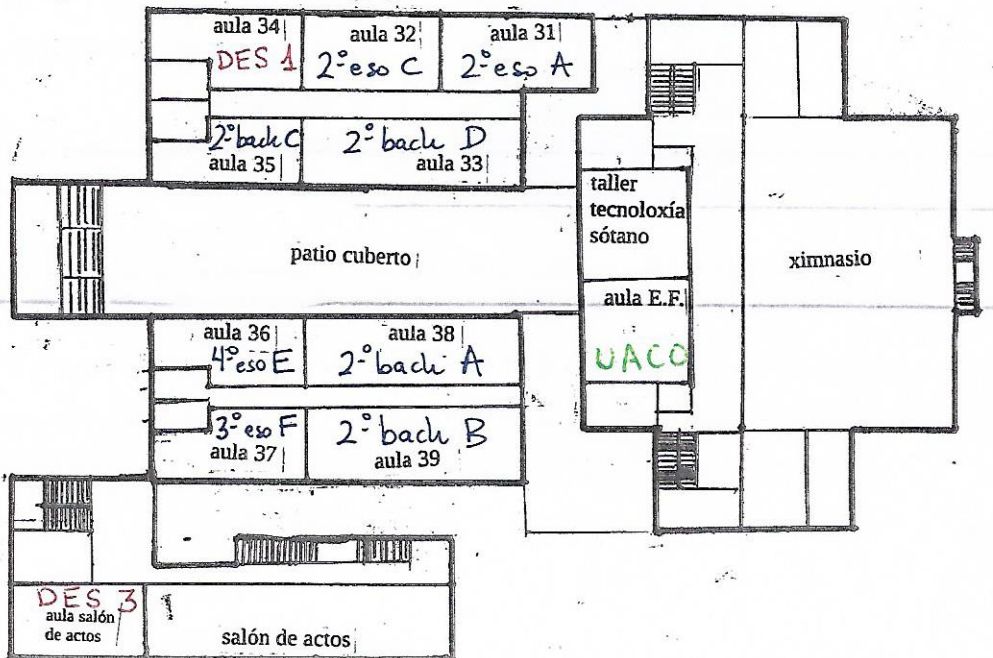 aula 34
DES 1
aula 32
2º eso C
aula 31
2º eso A
2º bach C
aula 35
2º bach D
aula 33
taller
tecnoloxía
sótano
patio cuberto
ximnasio
aula E.F.
UACO
aula 36
4º eso E
aula 38
2º bach A
3º eso F
aula 37
2º bach B
aula 39
DES 3
aula salón
de actos
salón de actos